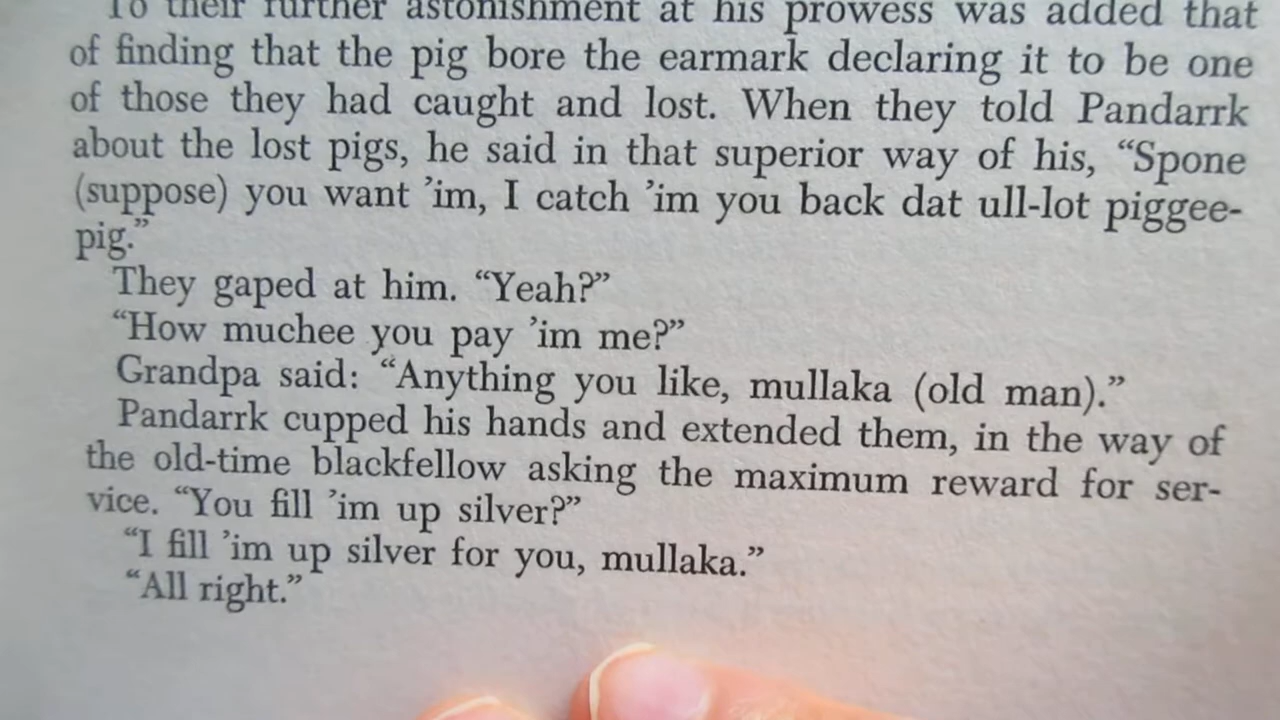 To their further astonishment at his prowess was added that
of finding that the pig bore the earmark declaring it to be one
of those they had caught and lost. When they told Pandarrk
about the lost pigs, he said in that superior way of his, “Spone
(suppose) you want ’im, I catch ’im you back dat ull-lot piggee-
pig.”
They gaped at him. “Yeah?”
“How muchee you pay ’im me?”
Grandpa said: “Anything you like, mullaka (old man).”
Pandarrk cupped his hands and extended them, in the way of
the old-time blackfellow asking the maximum reward for ser-
vice. “You fill ’im up silver?”
“I fill ’im up silver for you, mullaka.”
“All right.”